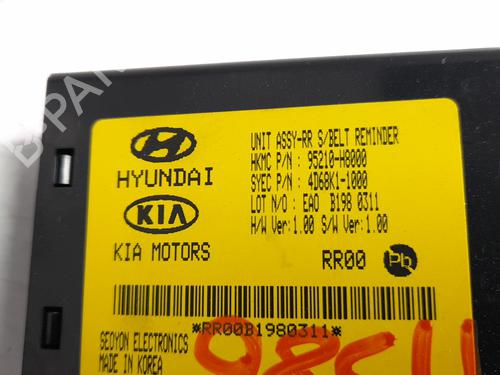 UNIT ASSY-RR S/BELT REMINDER
HKMC P/N : 95210-H8000
SYEC P/N : 4D68K1-1000
LOT N/O : EA0 B198 0311
H/W Ver:1.00 S/W Ver:1.00
HYUNDAI
KIA
KIA MOTORS
RR00
Pb
*RR00B1980311*
SEOYON ELECTRONICS
MADE IN KOREA